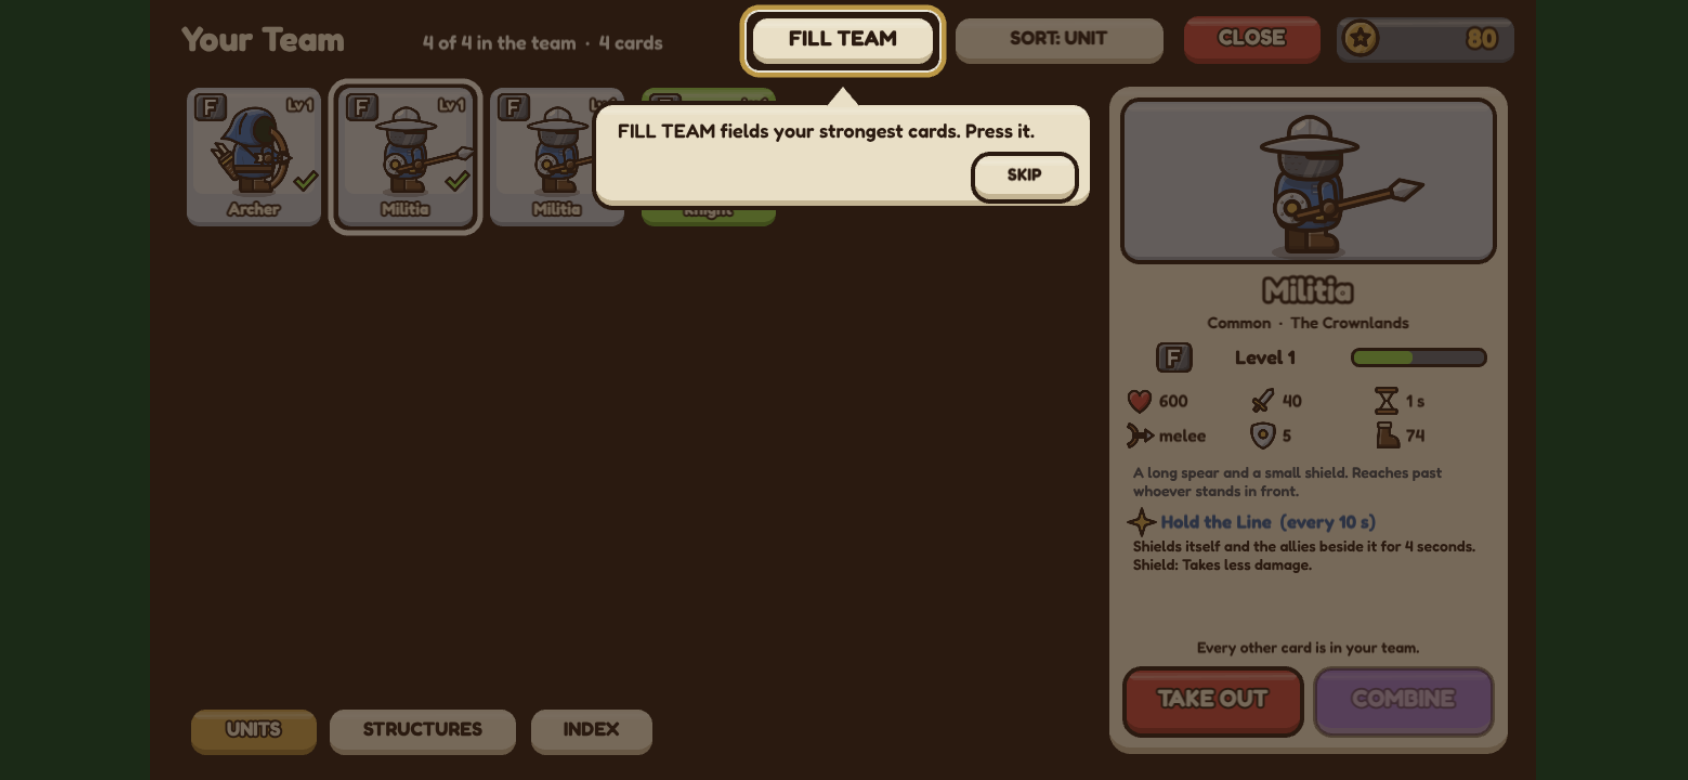 Your Team
4 of 4 in the team · 4 cards
FILL TEAM
SORT: UNIT
CLOSE
80
F Lv1
F Lv1
F
Archer
Militia
Militia
Knight
FILL TEAM fields your strongest cards. Press it.
SKIP
Militia
Common · The Crownlands
F Level 1
600 40 1 s
melee 5 74
A long spear and a small shield. Reaches past
whoever stands in front.
Hold the Line (every 10 s)
Shields itself and the allies beside it for 4 seconds.
Shield: Takes less damage.
Every other card is in your team.
TAKE OUT
COMBINE
UNITS
STRUCTURES
INDEX